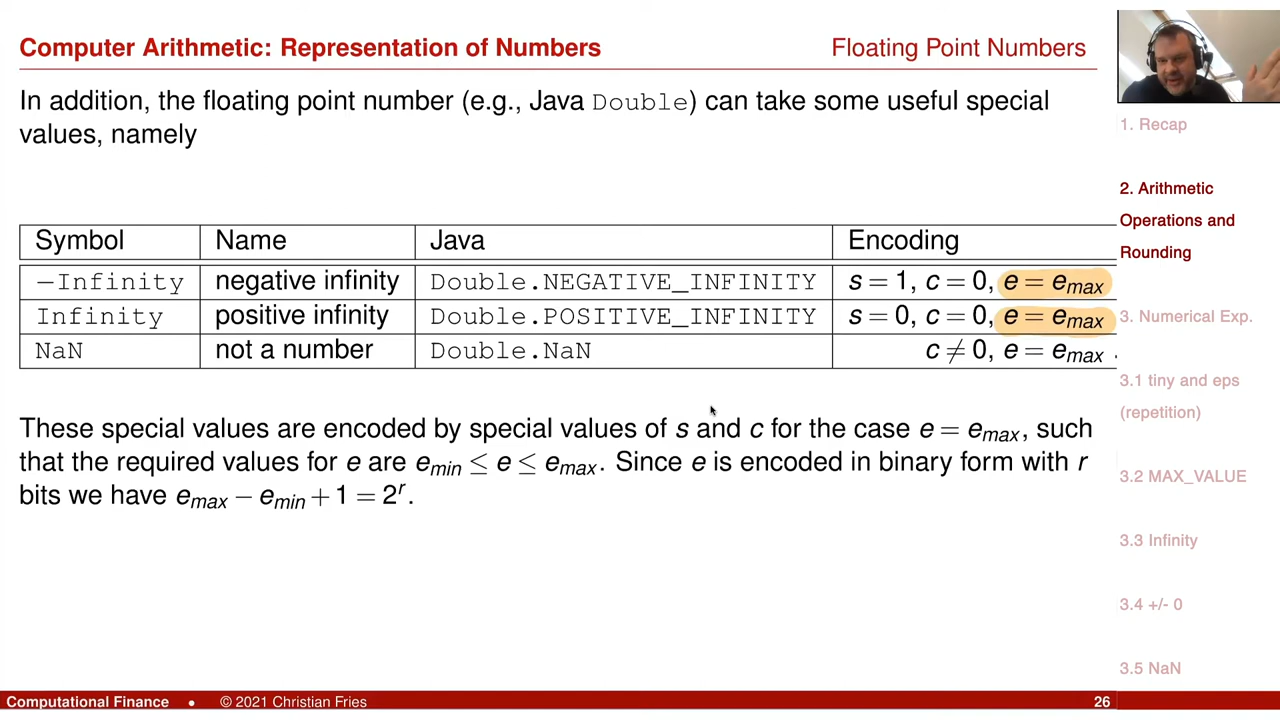 Computer Arithmetic: Representation of Numbers
Floating Point Numbers
In addition, the floating point number (e.g., Java Double) can take some useful special
values, namely
Symbol Name Java Encoding
−Infinity negative infinity Double.NEGATIVE_INFINITY s = 1, c = 0, e = e_max
Infinity positive infinity Double.POSITIVE_INFINITY s = 0, c = 0, e = e_max
NaN not a number Double.NaN c ≠ 0, e = e_max .
These special values are encoded by special values of s and c for the case e = e_max, such
that the required values for e are e_min ≤ e ≤ e_max. Since e is encoded in binary form with r
bits we have e_max − e_min + 1 = 2^r.
1. Recap
2. Arithmetic
Operations and
Rounding
3. Numerical Exp.
3.1 tiny and eps
(repetition)
3.2 MAX_VALUE
3.3 Infinity
3.4 +/- 0
3.5 NaN
Computational Finance • © 2021 Christian Fries 26